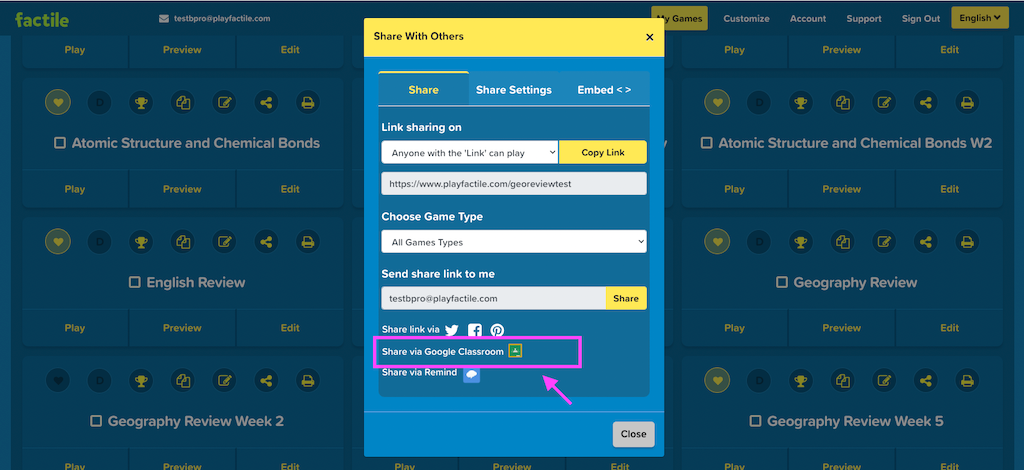 factile
testbpro@playfactile.com
My Games
Customize
Account
Support
Sign Out
English
Play Preview Edit
Play Preview Edit
Share With Others
×
Share
Share Settings
Embed < >
Link sharing on
Anyone with the 'Link' can play
Copy Link
https://www.playfactile.com/georeviewtest
Choose Game Type
All Games Types
Send share link to me
testbpro@playfactile.com
Share
Share link via
Share via Google Classroom
Share via Remind
Close
D
Atomic Structure and Chemical Bonds
Play Preview Edit
D
Atomic Structure and Chemical Bonds W2
Play Preview Edit
D
English Review
Play Preview Edit
D
Geography Review
Play Preview Edit
D
Geography Review Week 2
Play Preview Edit
D
Geography Review Week 5
Play Preview Edit
Play Preview Edit